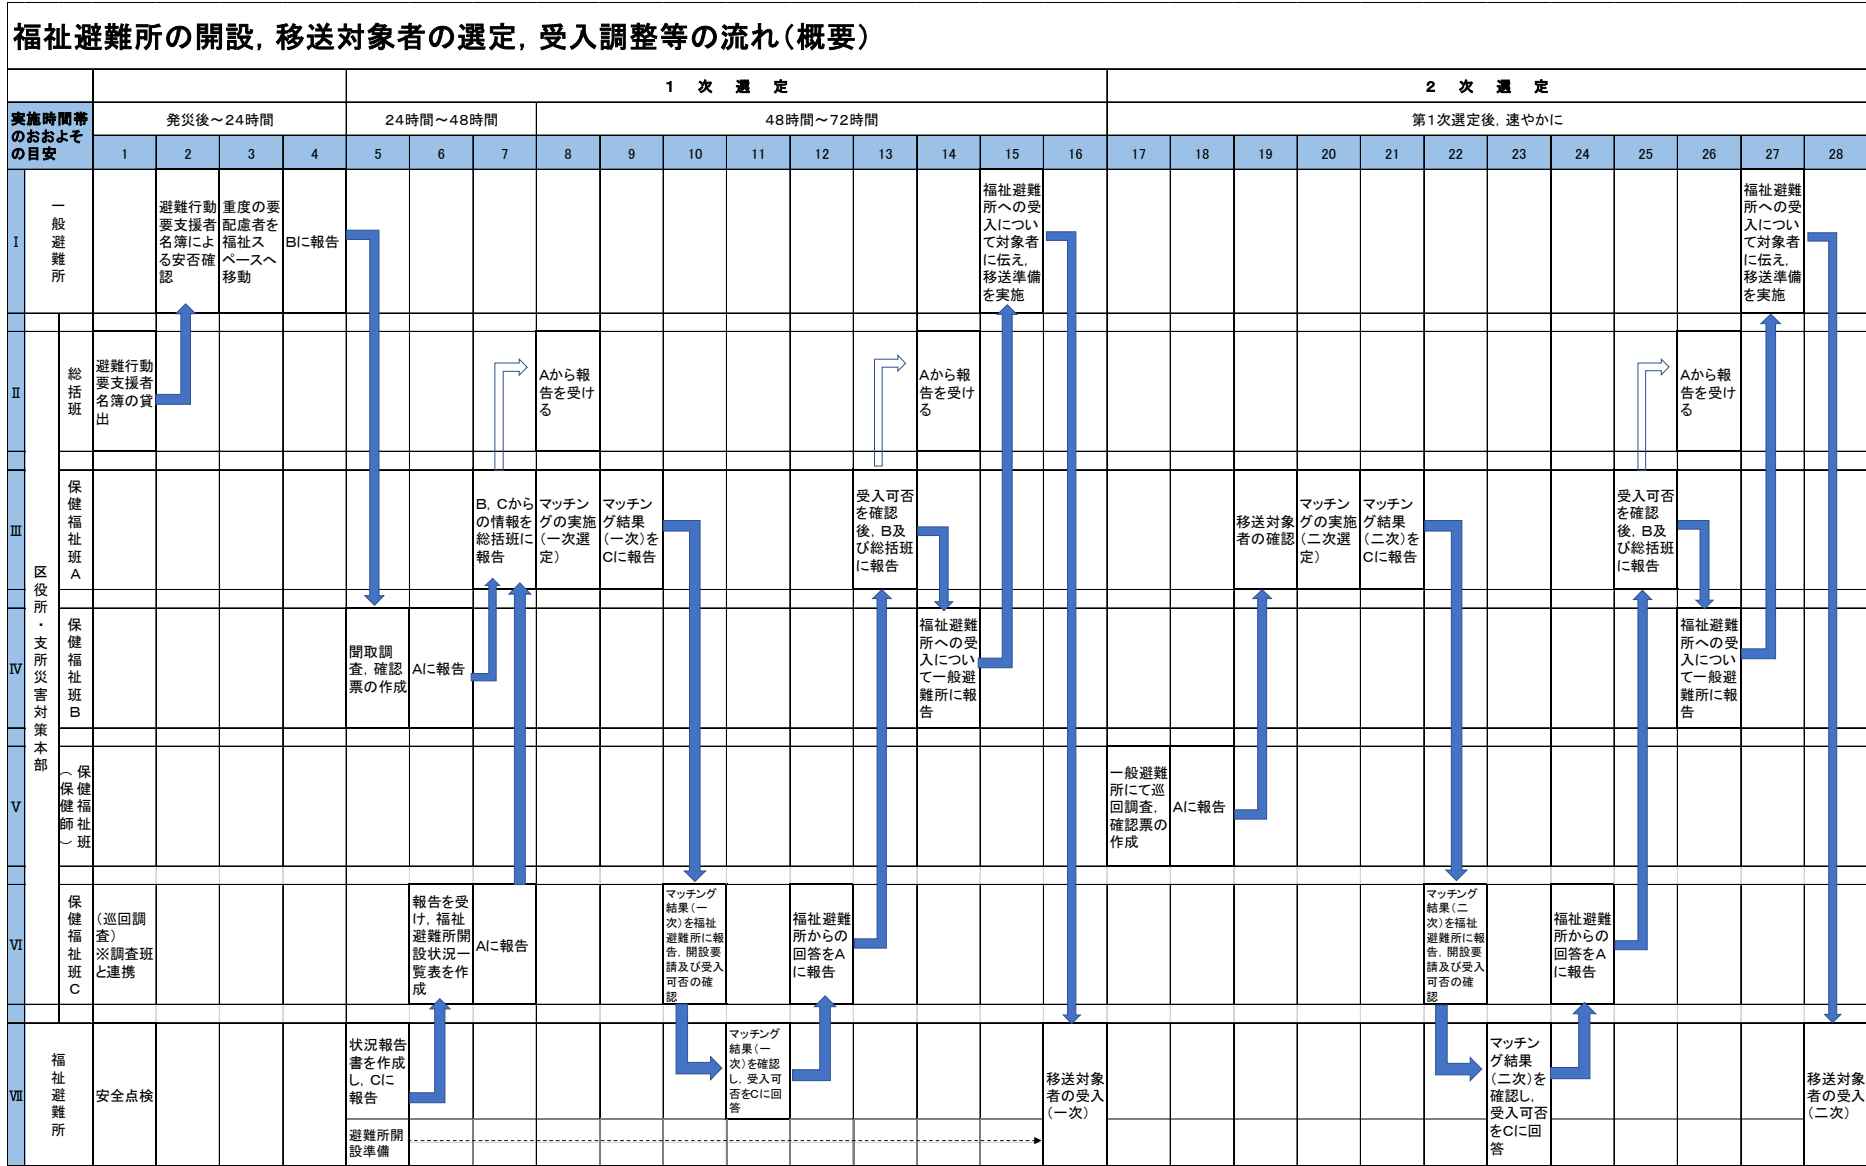 福祉避難所の開設，移送対象者の選定，受入調整等の流れ（概要）
1 次 選 定
2 次 選 定
実施時間帯
のおおよそ
の目安
発災後～24時間
24時間～48時間
48時間～72時間
第1次選定後，速やかに
1 2 3 4 5 6 7 8 9 10 11 12 13 14 15 16 17 18 19 20 21 22 23 24 25 26 27 28
Ⅰ
一般避難所
避難行動
要支援者
名簿によ
る安否確
認
重度の要
配慮者を
福祉ス
ペースへ
移動
Bに報告
福祉避難
所への受
入につい
て対象者
に伝え，
移送準備
を実施
福祉避難
所への受
入につい
て対象者
に伝え，
移送準備
を実施
区役所・支所災害対策本部
Ⅱ
総括班
避難行動
要支援者
名簿の貸
出
Aから報
告を受け
る
Aから報
告を受け
る
Aから報
告を受け
る
Ⅲ
保健福祉班A
B，Cから
の情報を
総括班に
報告
マッチン
グの実施
（一次選
定）
マッチン
グ結果
（一次）を
Cに報告
受入可否
を確認
後，B及
び総括班
に報告
移送対象
者の確認
マッチン
グの実施
（二次選
定）
マッチン
グ結果
（二次）を
Cに報告
受入可否
を確認
後，B及
び総括班
に報告
Ⅳ
保健福祉班B
聞取調
査，確認
票の作成
Aに報告
福祉避難
所への受
入につい
て一般避
難所に報
告
福祉避難
所への受
入につい
て一般避
難所に報
告
Ⅴ
保健福祉班
（保健師）
一般避難
所にて巡
回調査，
確認票の
作成
Aに報告
Ⅵ
保健福祉班C
（巡回調
査）
※調査班
と連携
報告を受
け，福祉
避難所開
設状況一
覧表を作
成
Aに報告
マッチング
結果（一
次）を福祉
避難所に報
告，開設要
請及び受入
可否の確
認
福祉避難
所からの
回答をA
に報告
マッチング
結果（二
次）を福祉
避難所に報
告，開設要
請及び受入
可否の確
認
福祉避難
所からの
回答をA
に報告
Ⅶ
福祉避難所
安全点検
状況報告
書を作成
し，Cに
報告
マッチング
結果（一
次）を確認
し，受入可
否をCに回
答
移送対象
者の受入
（一次）
マッチン
グ結果
（二次）を
確認し，
受入可否
をCに回
答
移送対象
者の受入
（二次）
避難所開
設準備